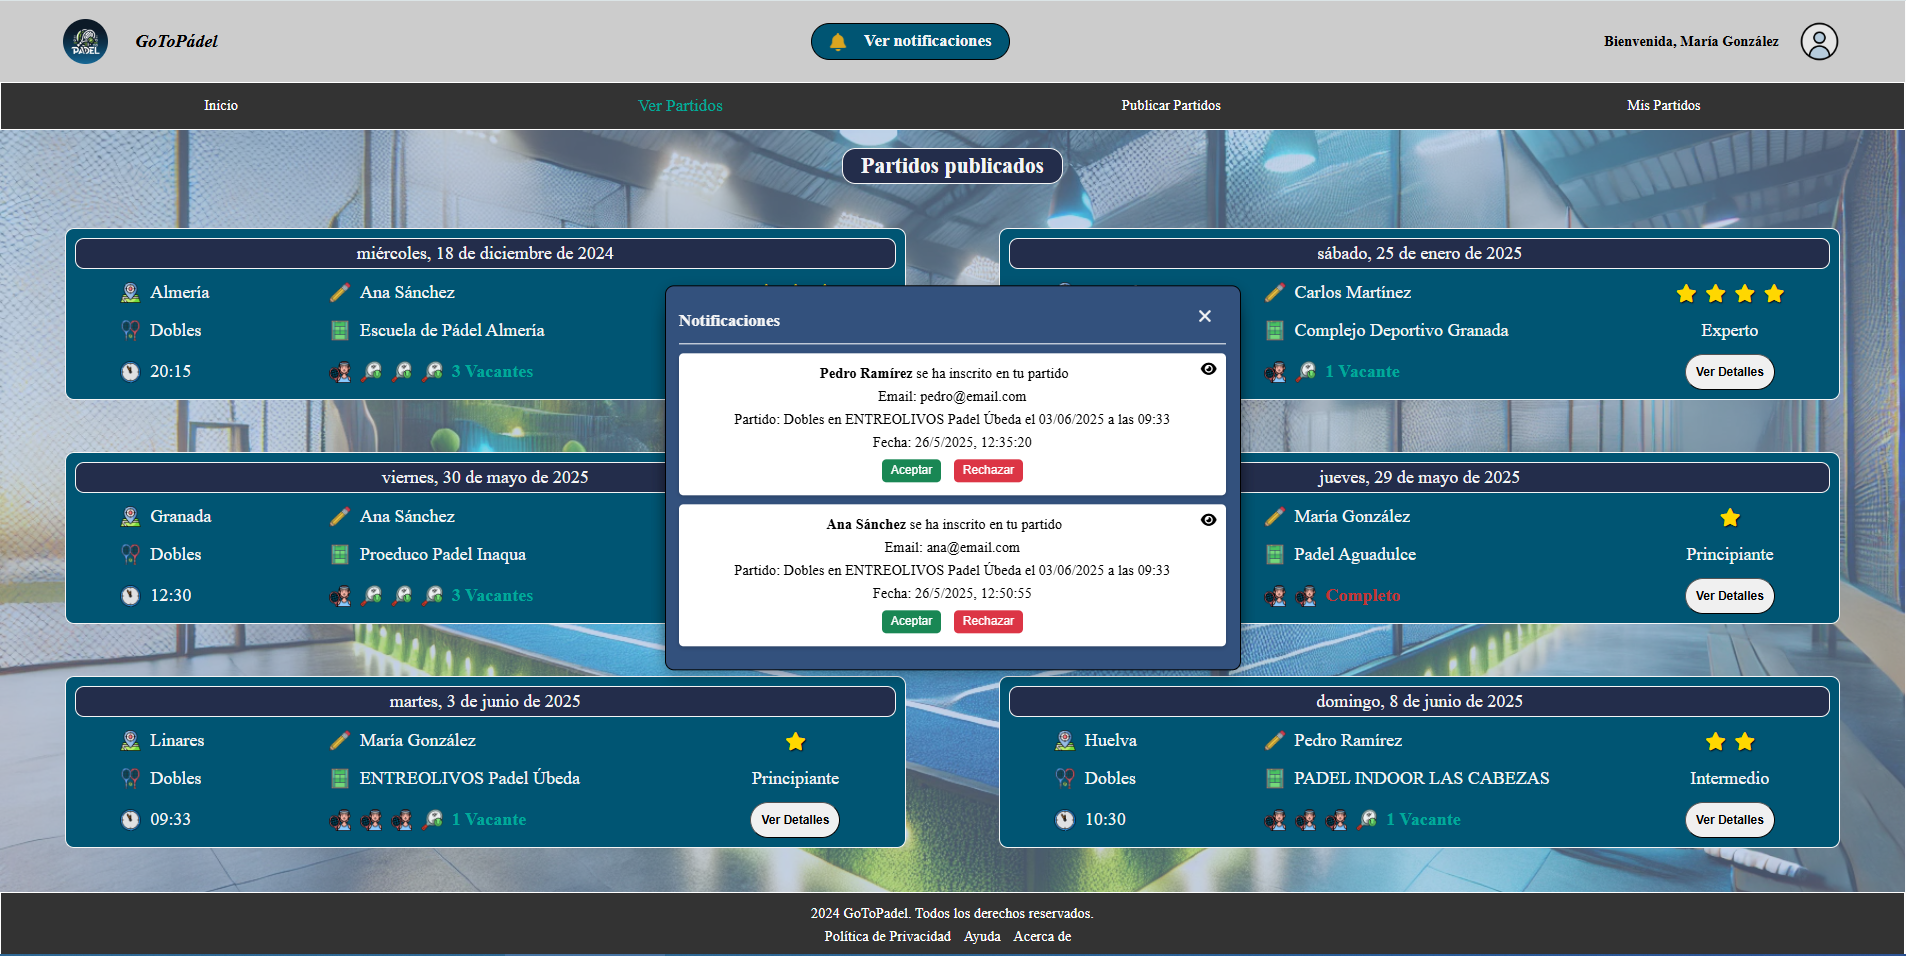 PADEL
GoToPádel
Ver notificaciones
Bienvenida, María González
Inicio
Ver Partidos
Publicar Partidos
Mis Partidos
Partidos publicados
miércoles, 18 de diciembre de 2024
Almería
Ana Sánchez
Dobles
Escuela de Pádel Almería
20:15
3 Vacantes
sábado, 25 de enero de 2025
Carlos Martínez
Complejo Deportivo Granada
Experto
1 Vacante
Ver Detalles
Notificaciones
Pedro Ramírez se ha inscrito en tu partido
Email: pedro@email.com
Partido: Dobles en ENTREOLIVOS Padel Úbeda el 03/06/2025 a las 09:33
Fecha: 26/5/2025, 12:35:20
Aceptar
Rechazar
Ana Sánchez se ha inscrito en tu partido
Email: ana@email.com
Partido: Dobles en ENTREOLIVOS Padel Úbeda el 03/06/2025 a las 09:33
Fecha: 26/5/2025, 12:50:55
Aceptar
Rechazar
viernes, 30 de mayo de 2025
Granada
Ana Sánchez
Dobles
Proeduco Padel Inaqua
12:30
3 Vacantes
jueves, 29 de mayo de 2025
María González
Padel Aguadulce
Principiante
Completo
Ver Detalles
martes, 3 de junio de 2025
Linares
María González
Dobles
ENTREOLIVOS Padel Úbeda
Principiante
09:33
1 Vacante
Ver Detalles
domingo, 8 de junio de 2025
Huelva
Pedro Ramírez
Dobles
PADEL INDOOR LAS CABEZAS
Intermedio
10:30
1 Vacante
Ver Detalles
2024 GoToPadel. Todos los derechos reservados.
Política de Privacidad
Ayuda
Acerca de